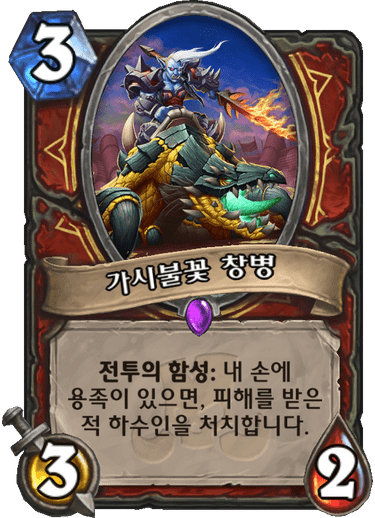 3
가시불꽃 창병
전투의 함성: 내 손에
용족이 있으면, 피해를 받은
적 하수인을 처치합니다.
3
2